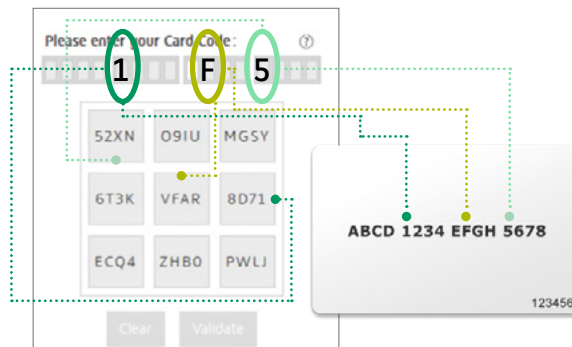 Please enter your Card Code:
?
1 F 5
52XN O9IU MGSY
6T3K VFAR 8D71
ECQ4 ZHB0 PWLJ
Clear Validate
ABCD 1234 EFGH 5678
123456